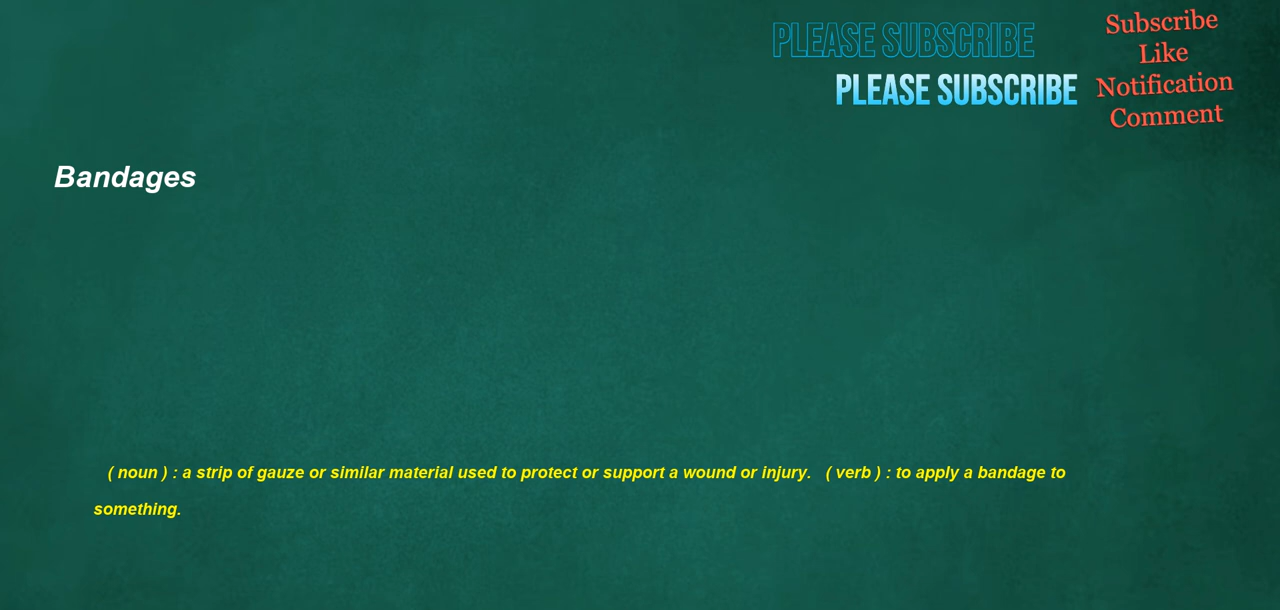 PLEASE SUBSCRIBE
PLEASE SUBSCRIBE
Subscribe
Like
Notification
Comment
Bandages
( noun ) : a strip of gauze or similar material used to protect or support a wound or injury. ( verb ) : to apply a bandage to
something.